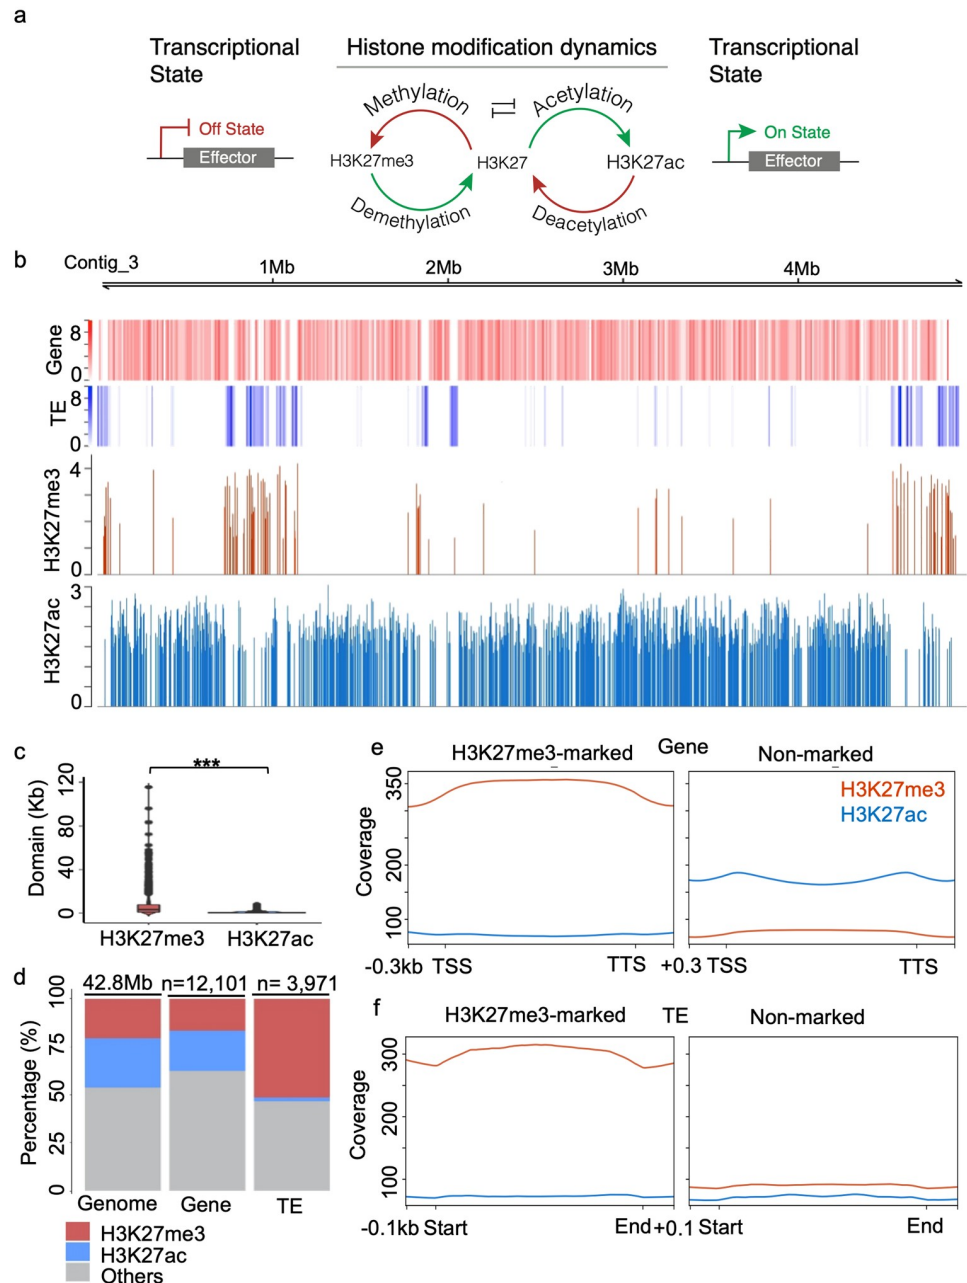 a
Transcriptional
State
Histone modification dynamics
Transcriptional
State
Methylation
Acetylation
Off State
Effector
H3K27me3
H3K27
H3K27ac
On State
Effector
Demethylation
Deacetylation
b
Contig_3
1Mb
2Mb
3Mb
4Mb
Gene
8
0
TE
8
0
H3K27me3
4
0
H3K27ac
3
0
c
***
Domain (Kb)
120
80
40
0
H3K27me3
H3K27ac
d
42.8Mb
n=12,101
n= 3,971
Percentage (%)
100
75
50
25
0
Genome
Gene
TE
H3K27me3
H3K27ac
Others
e
H3K27me3-marked
Gene
Non-marked
H3K27me3
H3K27ac
Coverage
350
200
100
-0.3kb
TSS
TTS
+0.3
TSS
TTS
f
H3K27me3-marked
TE
Non-marked
Coverage
300
200
100
-0.1kb
Start
End
+0.1
Start
End